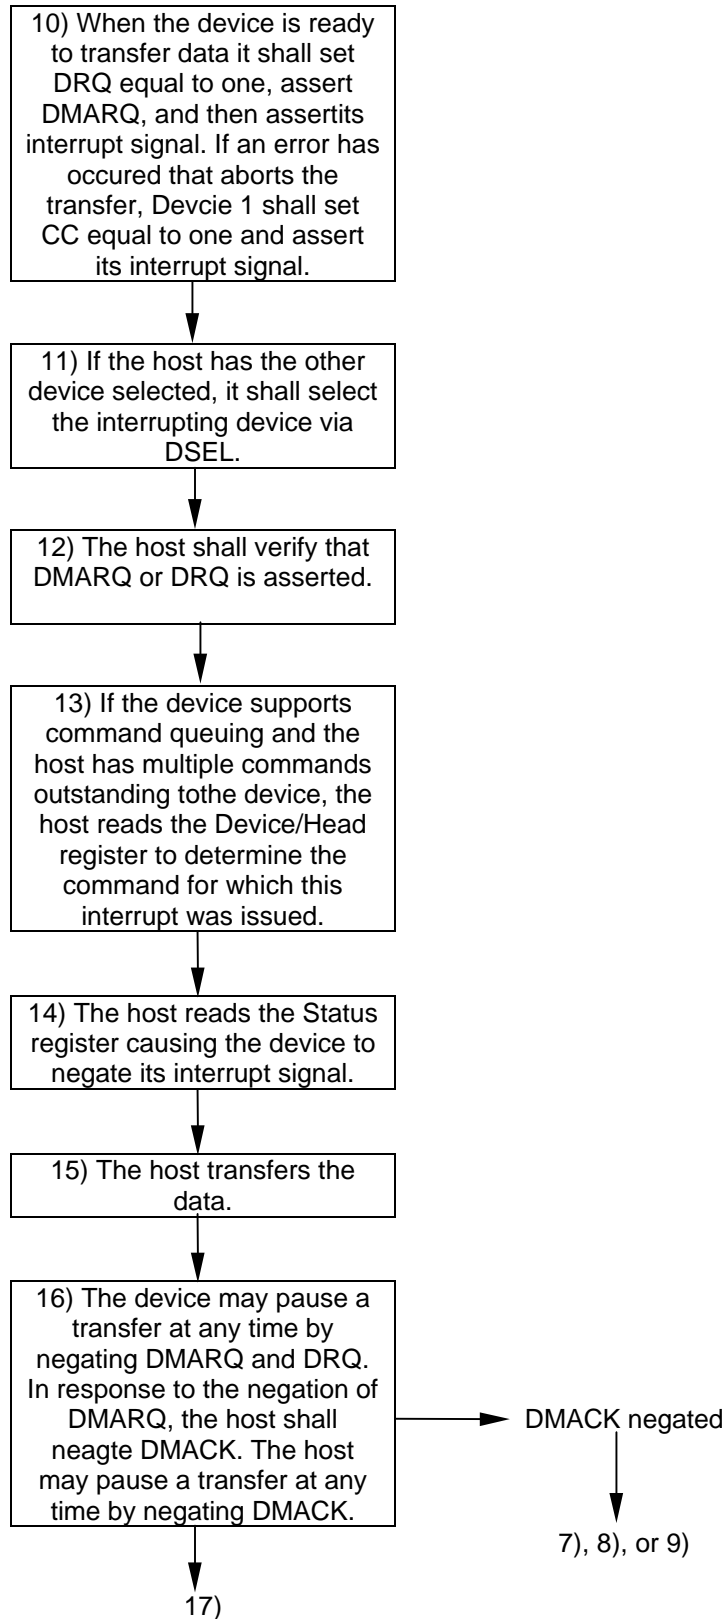 10) When the device is ready
to transfer data it shall set
DRQ equal to one, assert
DMARQ, and then assertits
interrupt signal. If an error has
occured that aborts the
transfer, Devcie 1 shall set
CC equal to one and assert
its interrupt signal.
11) If the host has the other
device selected, it shall select
the interrupting device via
DSEL.
12) The host shall verify that
DMARQ or DRQ is asserted.
13) If the device supports
command queuing and the
host has multiple commands
outstanding tothe device, the
host reads the Device/Head
register to determine the
command for which this
interrupt was issued.
14) The host reads the Status
register causing the device to
negate its interrupt signal.
15) The host transfers the
data.
16) The device may pause a
transfer at any time by
negating DMARQ and DRQ.
In response to the negation of
DMARQ, the host shall
neagte DMACK. The host
may pause a transfer at any
time by negating DMACK.
DMACK negated
7), 8), or 9)
17)